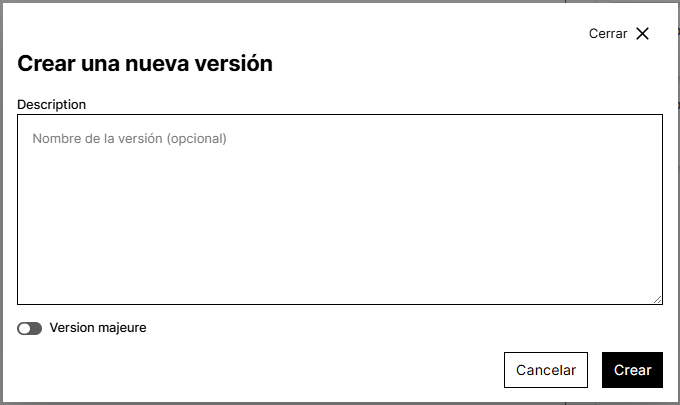 Cerrar
Crear una nueva versión
Description
Nombre de la versión (opcional)
Version majeure
Cancelar
Crear